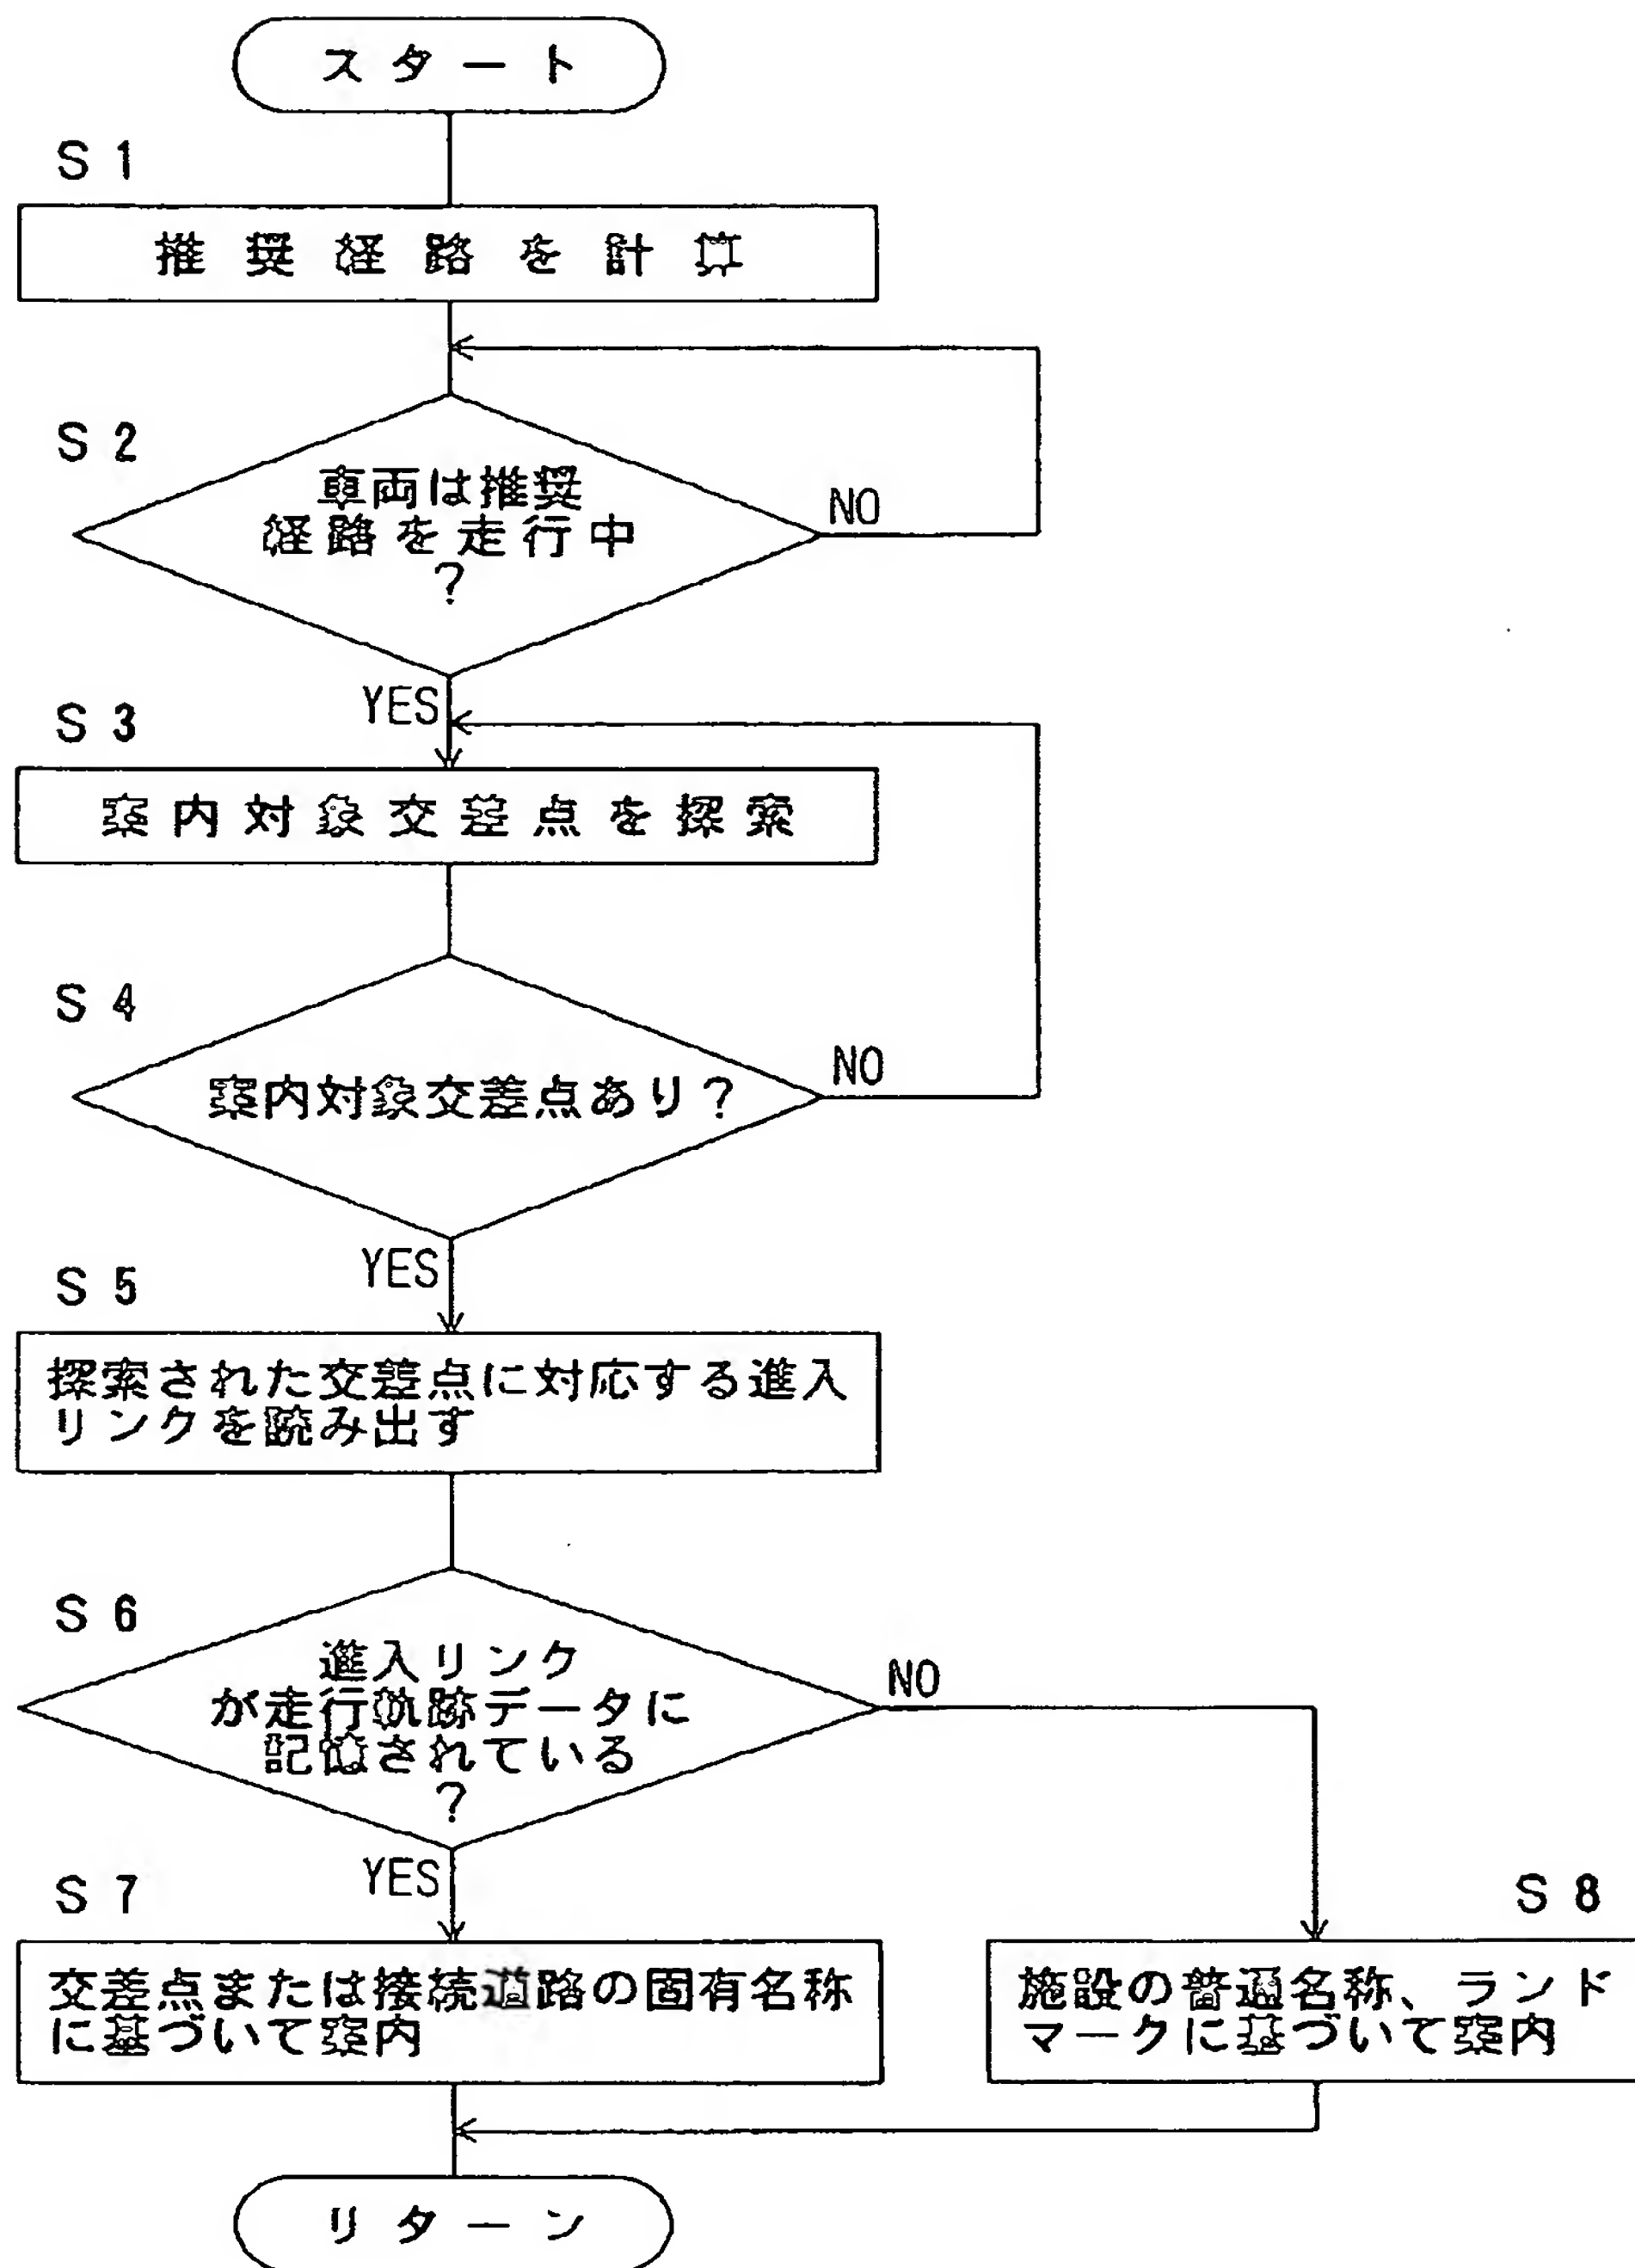 スタート
S1
推奨経路を計算
S2
車両は推奨
経路を走行中
?
NO
YES
S3
案内対象交差点を探索
S4
案内対象交差点あり?
NO
YES
S5
探索された交差点に対応する進入
リンクを読み出す
S6
進入リンク
が走行軌跡データに
記憶されている
?
NO
YES
S7
交差点または接続道路の固有名称
に基づいて案内
S8
施設の普通名称、ランド
マークに基づいて案内
リターン